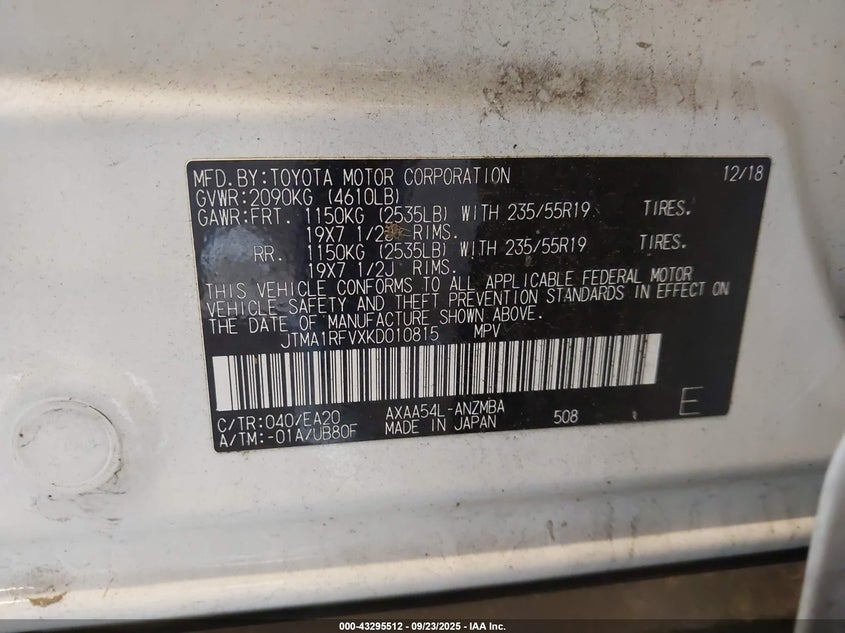 MFD.BY:TOYOTA MOTOR CORPORATION 12/18
GVWR:2090KG (4610LB)
GAWR:FRT. 1150KG (2535LB) WITH 235/55R19 TIRES.
19X7 1/2J RIMS.
RR. 1150KG (2535LB) WITH 235/55R19 TIRES.
19X7 1/2J RIMS.
THIS VEHICLE CONFORMS TO ALL APPLICABLE FEDERAL MOTOR
VEHICLE SAFETY AND THEFT PREVENTION STANDARDS IN EFFECT ON
THE DATE OF MANUFACTURE SHOWN ABOVE.
JTMA1RFVXKD010815 MPV
C/TR:040/EA20 AXAA54L-ANZMBA
A/TM:-01A/UB80F MADE IN JAPAN 508 E
000-43295512 - 09/23/2025 - IAA Inc.